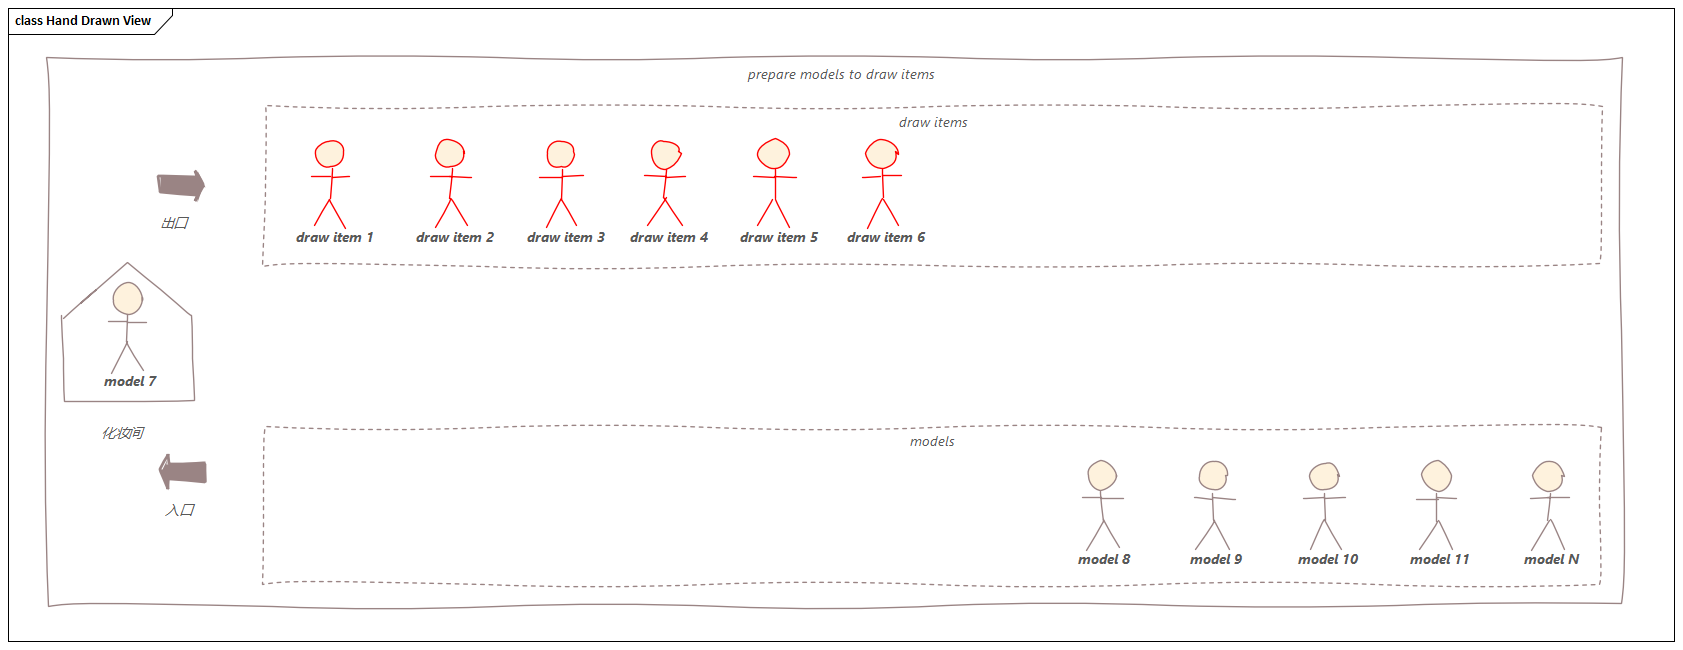 class Hand Drawn View
prepare models to draw items
draw items
draw item 1
draw item 2
draw item 3
draw item 4
draw item 5
draw item 6
出口
model 7
化妆间
入口
models
model 8
model 9
model 10
model 11
model N